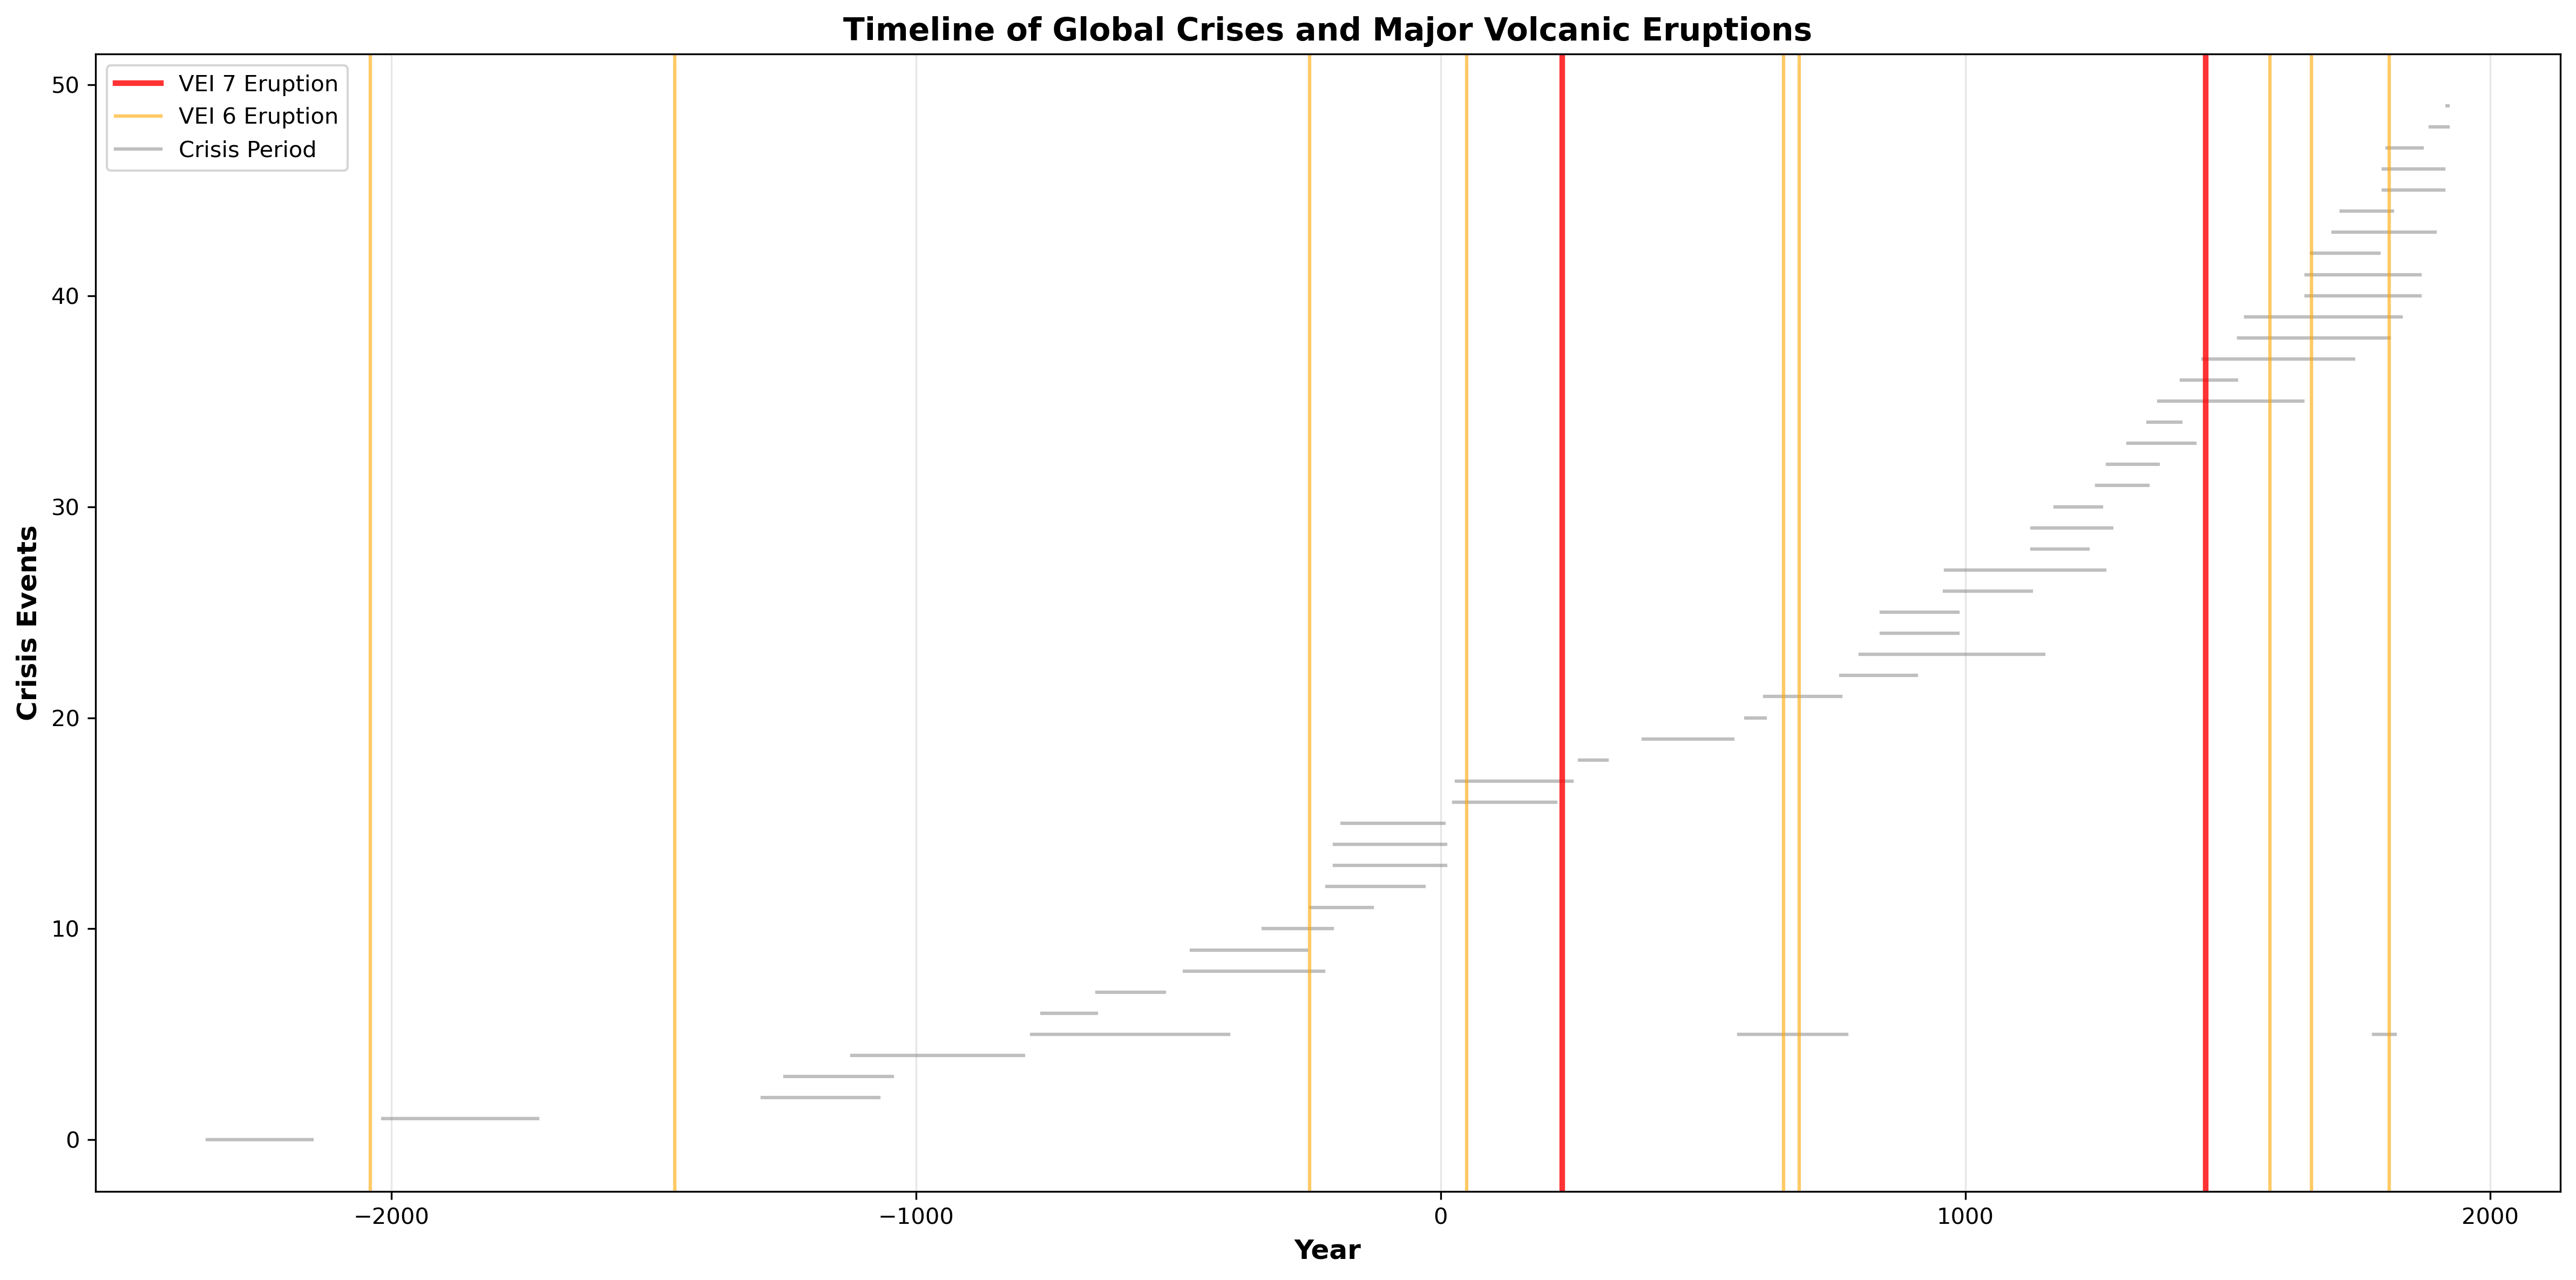 Timeline of Global Crises and Major Volcanic Eruptions
VEI 7 Eruption
VEI 6 Eruption
Crisis Period
Crisis Events
50
40
30
20
10
0
−2000
−1000
0
1000
2000
Year